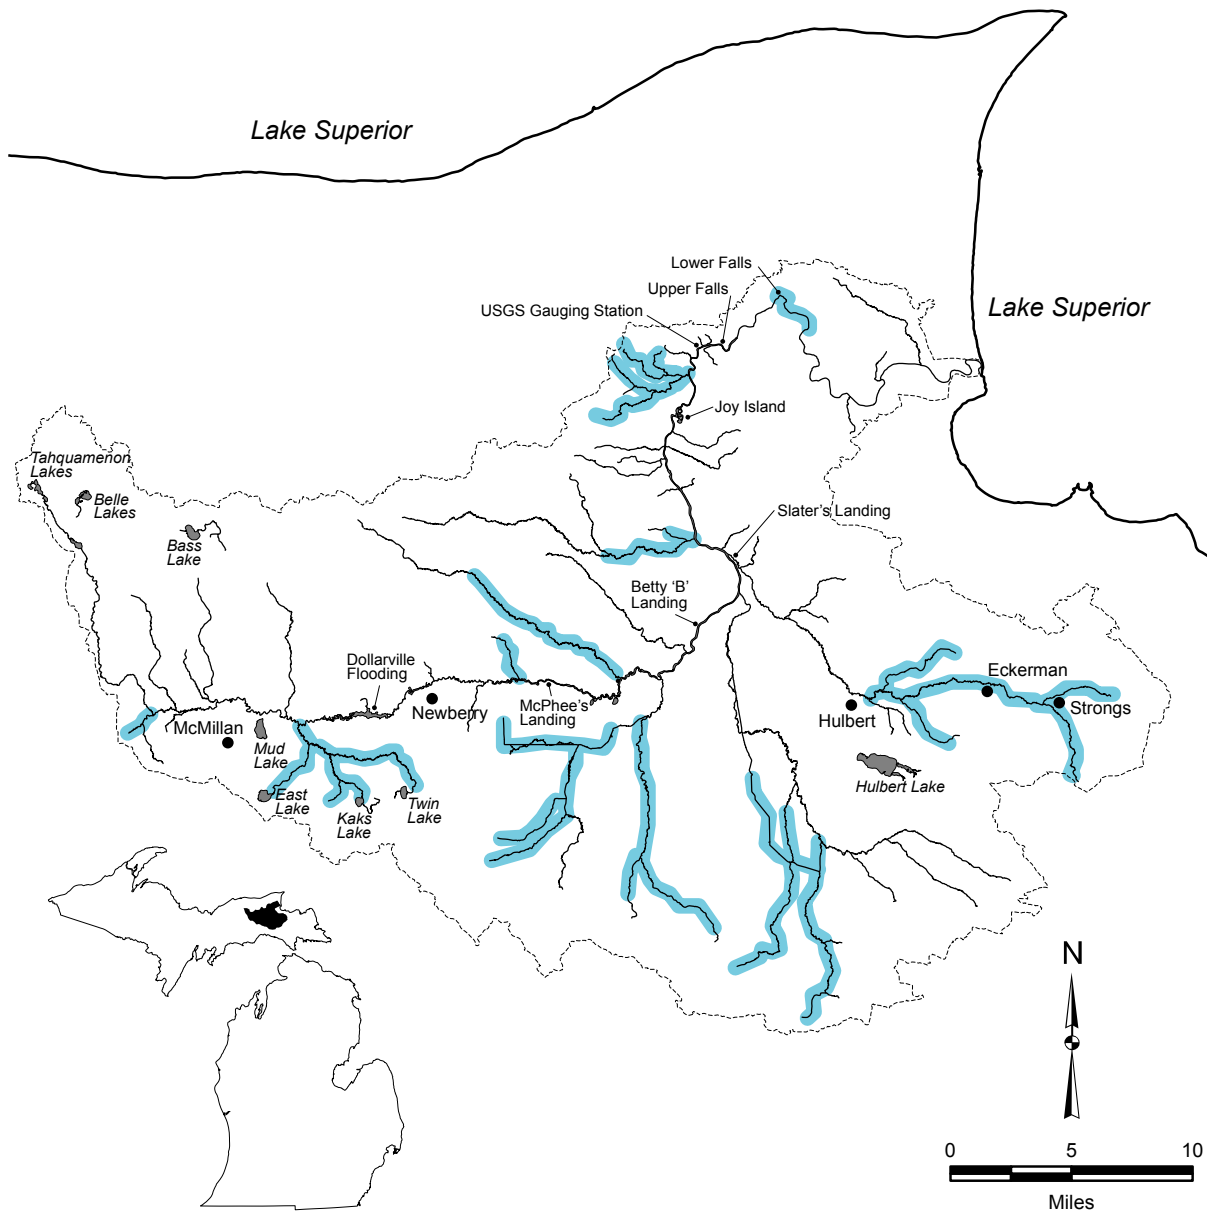 Lake Superior
Lower Falls
Upper Falls
USGS Gauging Station
Lake Superior
Joy Island
Tahquamenon
Lakes
Belle
Lakes
Bass
Lake
Slater's Landing
Betty ‘B’
Landing
Dollarville
Flooding
Eckerman
Newberry
McPhee's
Landing
Hulbert
Strongs
McMillan
Mud
Lake
Hulbert Lake
East
Lake
Kaks
Lake
Twin
Lake
N
0 5 10
Miles